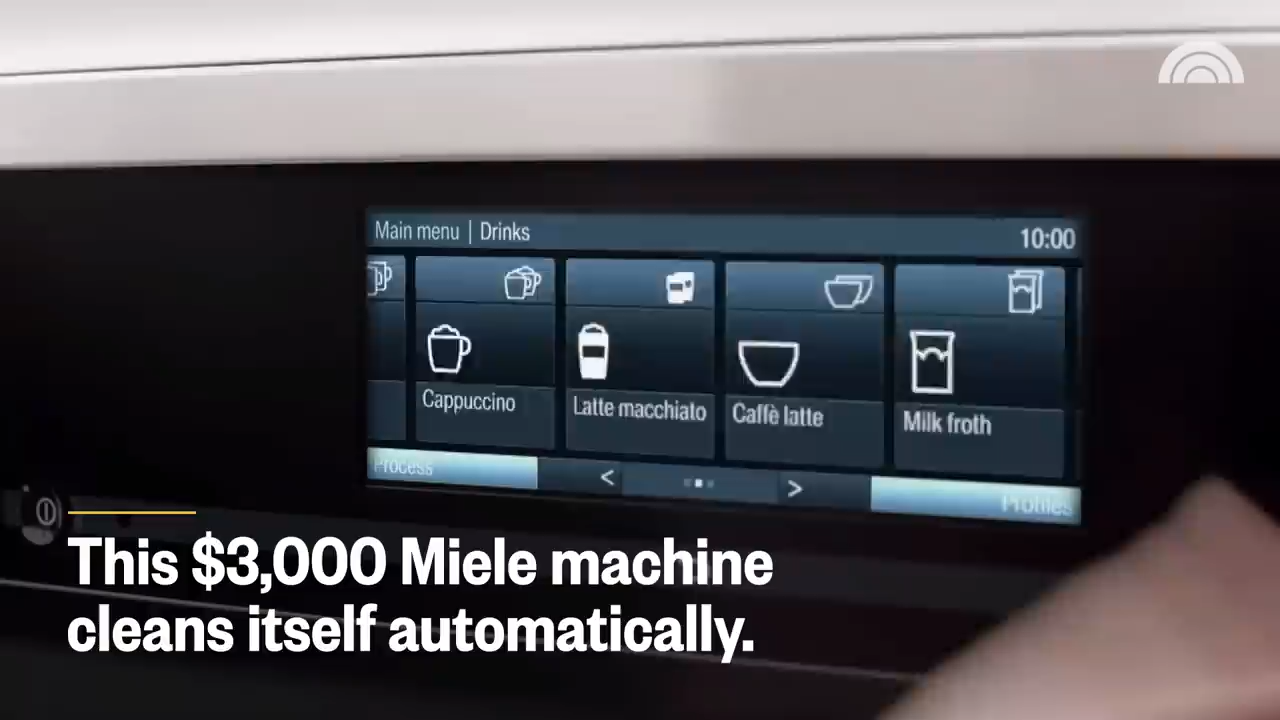 Main menu | Drinks
10:00
Cappuccino
Latte macchiato
Caffè latte
Milk froth
Process
<
>
Profiles
This $3,000 Miele machine
cleans itself automatically.